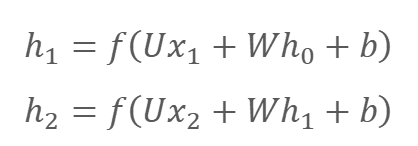 h₁ = f(Ux₁ + Wh₀ + b)
h₂ = f(Ux₂ + Wh₁ + b)